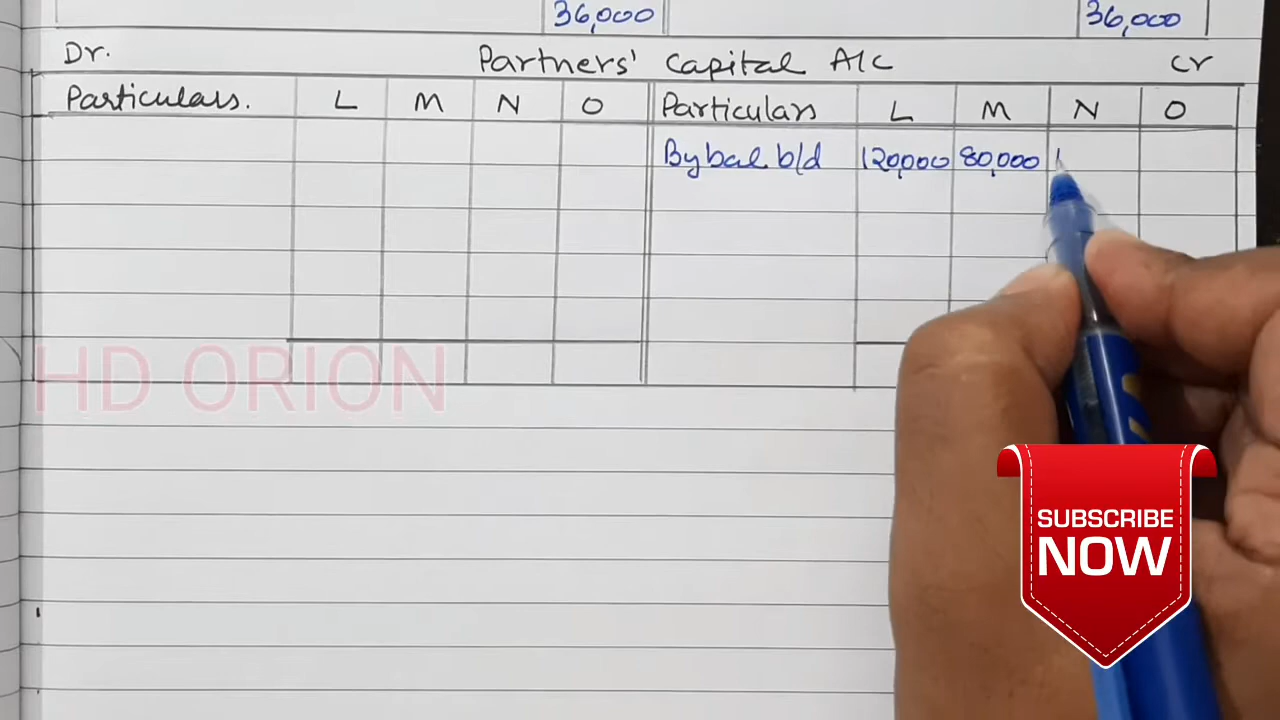 36,000 36,000
Dr. Partners' Capital A/C Cr
Particulars. L M N O Particulars L M N O
By bal. b/d 120,000 80,000 1
HD ORION
SUBSCRIBE
NOW